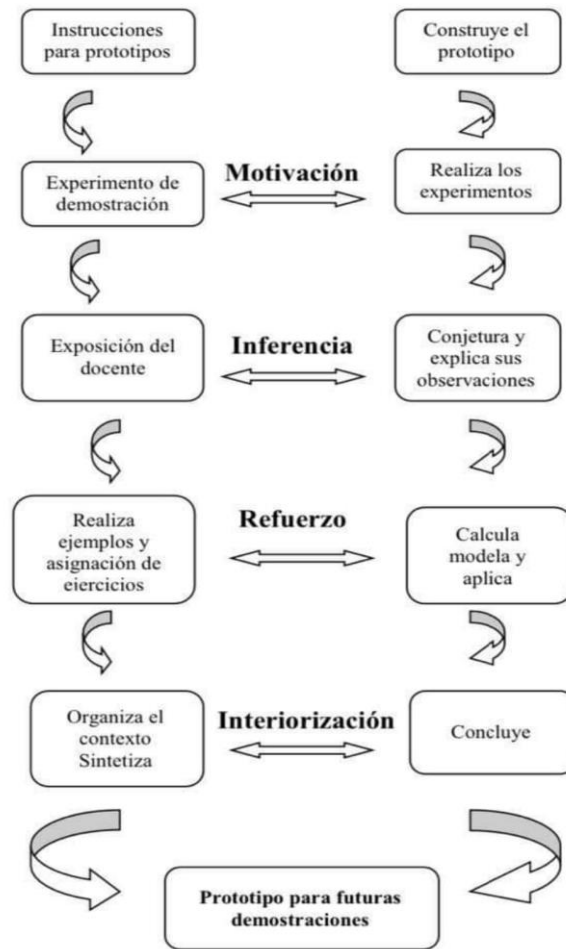 Instrucciones
para prototipos
Construye el
prototipo
Experimento de
demostración
Motivación
Realiza los
experimentos
Exposición del
docente
Inferencia
Conjetura y
explica sus
observaciones
Realiza
ejemplos y
asignación de
ejercicios
Refuerzo
Calcula
modela y
aplica
Organiza el
contexto
Sintetiza
Interiorización
Concluye
Prototipo para futuras
demostraciones